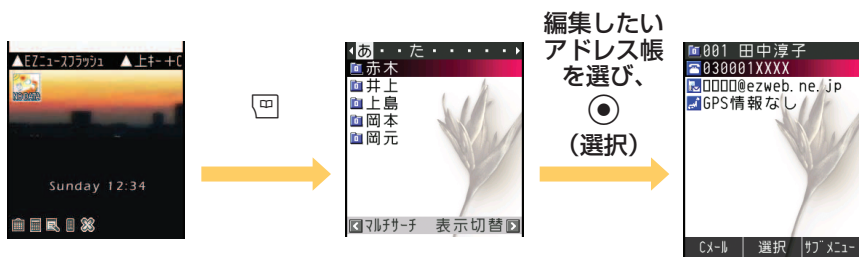 ▲EZニュースフラッシュ ▲上キー+C
Sunday 12:34
あ・・た・・・・・
赤木
井上
上島
岡本
岡元
マルチサーチ 表示切替
編集したい
アドレス帳
を選び、
(選択)
001 田中淳子
030001XXXX
□□□□@ezweb.ne.jp
GPS情報なし
Cメール 選択 サブメニュー